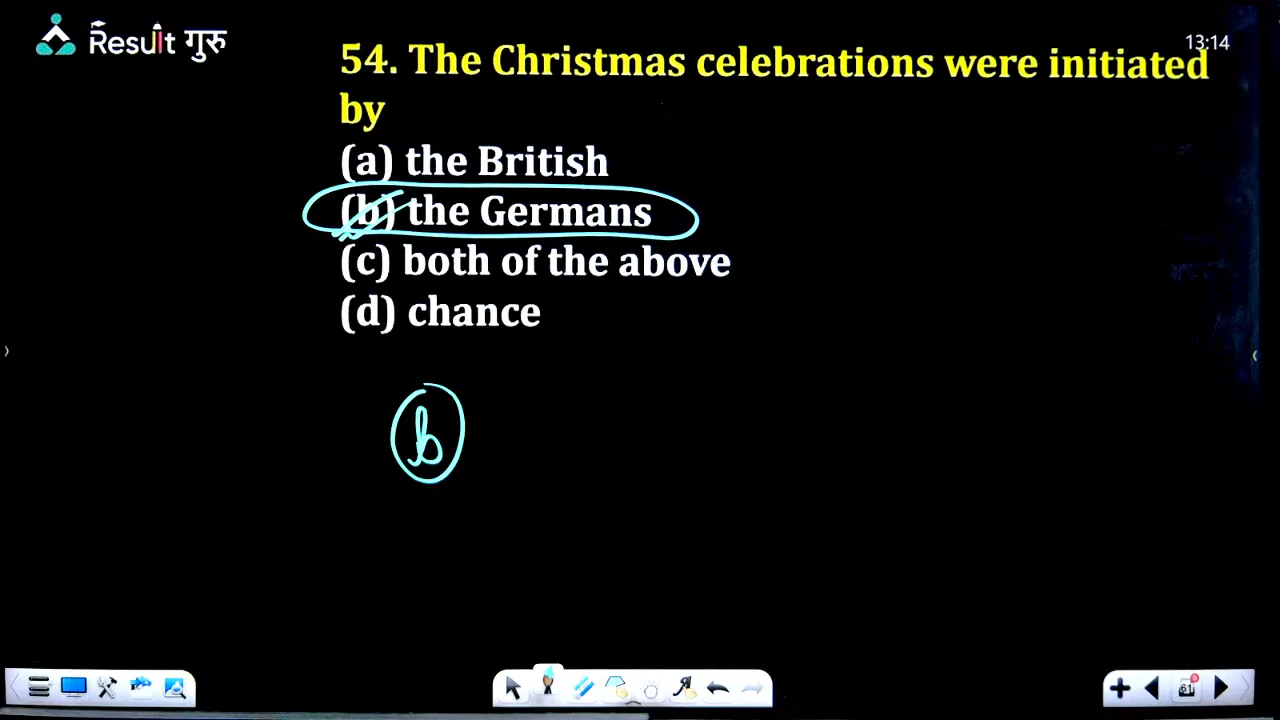 Result गुरु
13:14
54. The Christmas celebrations were initiated
by
(a) the British
(b) the Germans
(c) both of the above
(d) chance
b